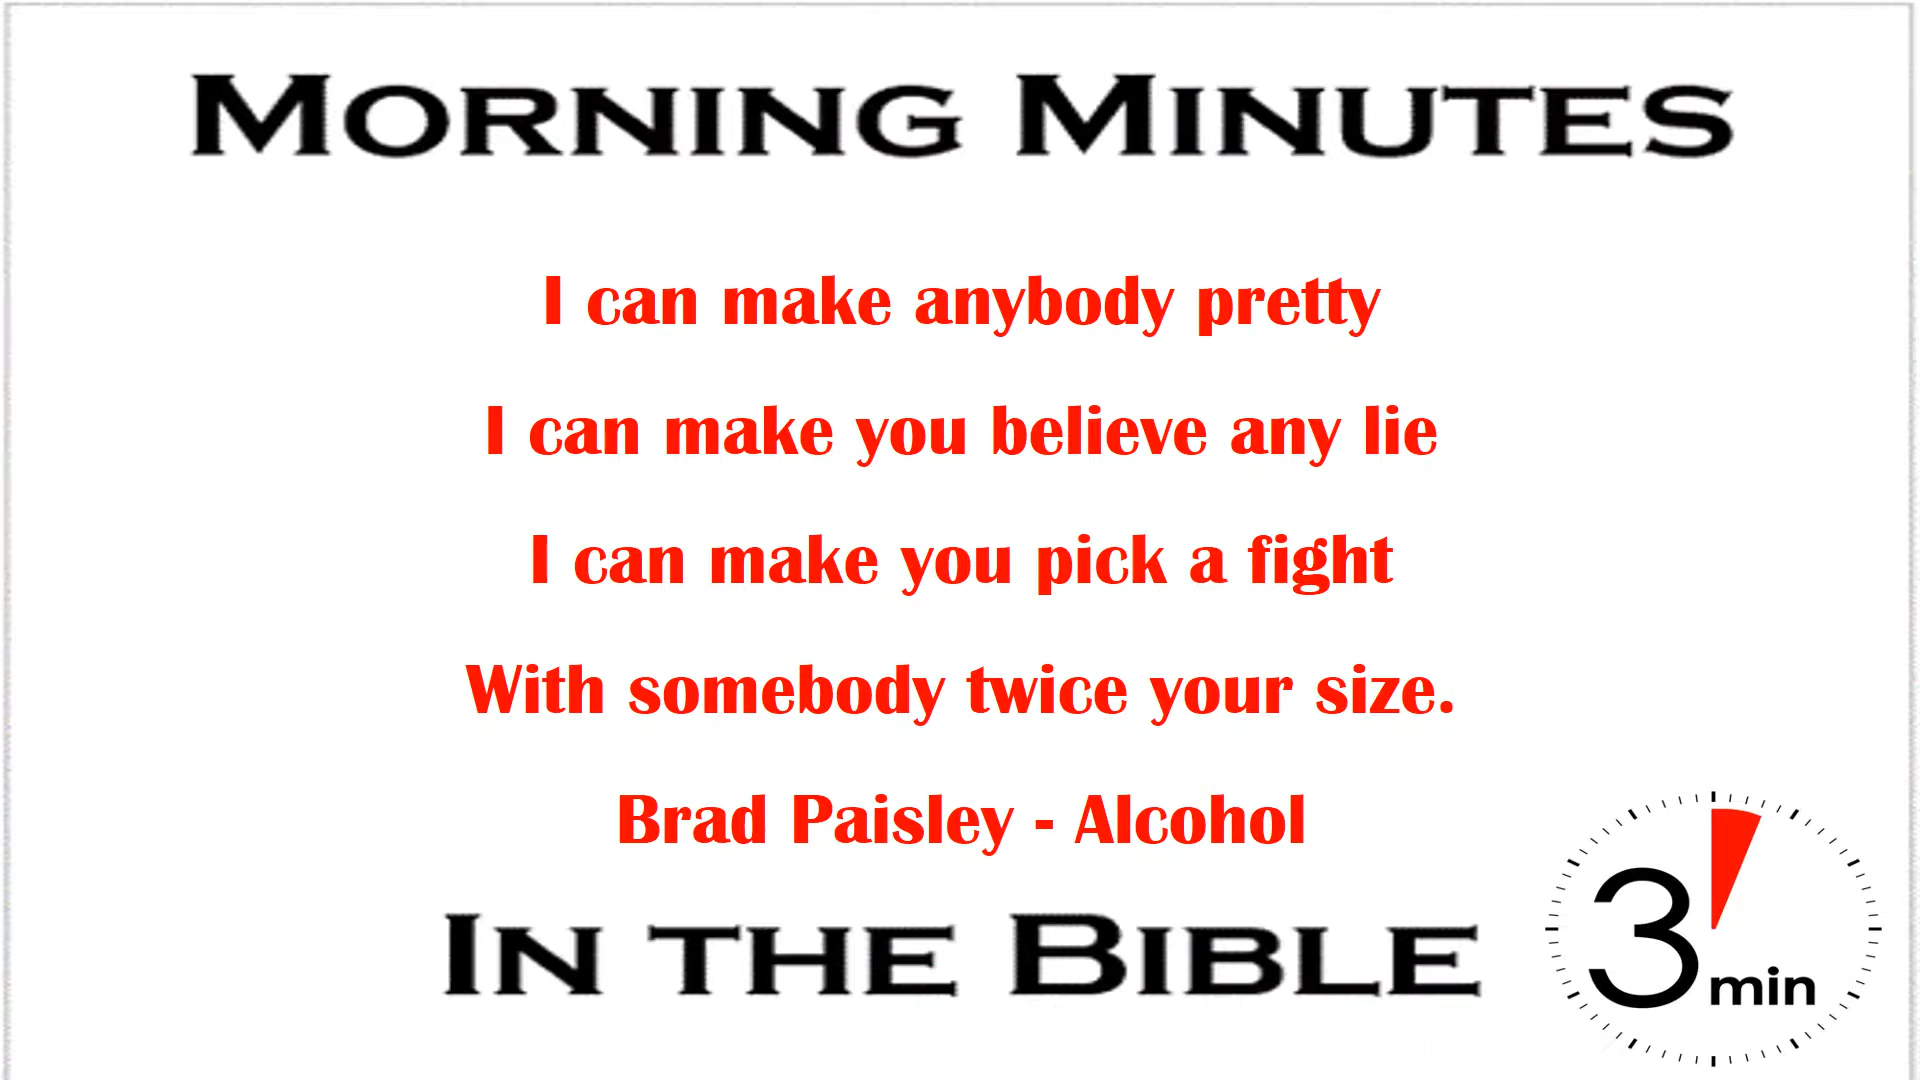 Morning Minutes
I can make anybody pretty
I can make you believe any lie
I can make you pick a fight
With somebody twice your size.
Brad Paisley - Alcohol
In the Bible
3 min